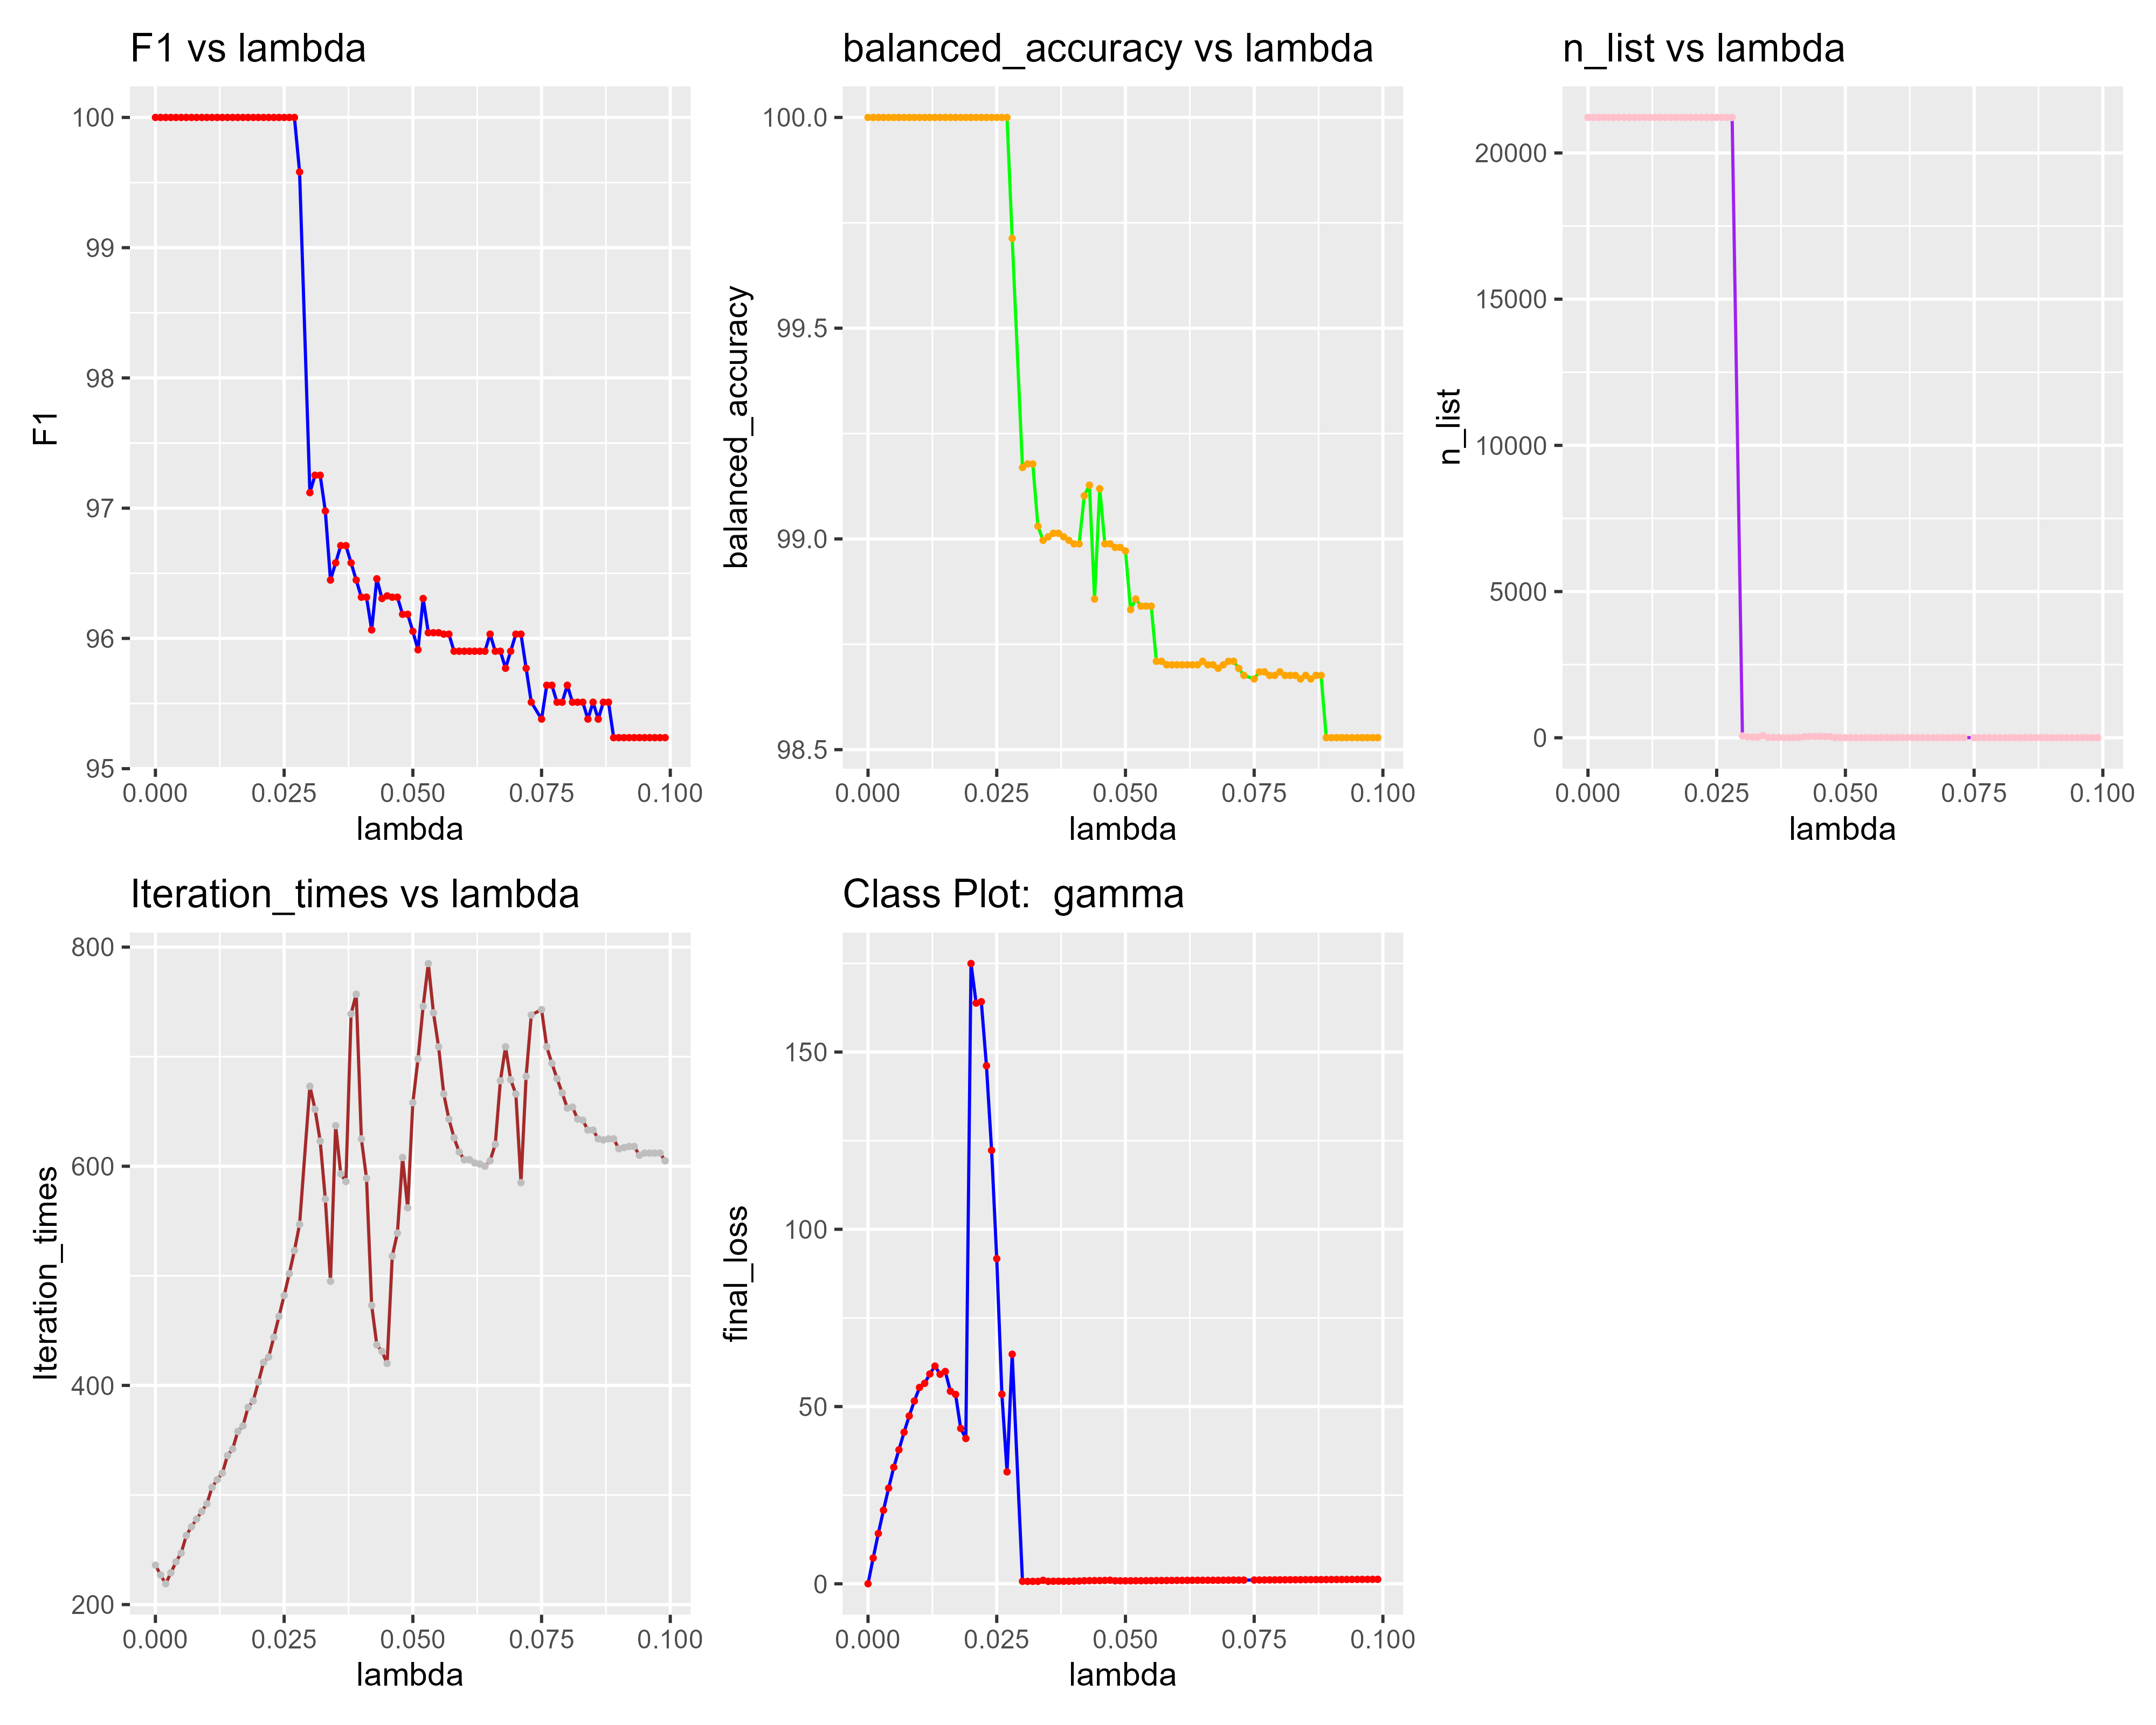 F1 vs lambda
100
99
98
97
96
95
F1
0.000 0.025 0.050 0.075 0.100
lambda
balanced_accuracy vs lambda
100.0
99.5
99.0
98.5
balanced_accuracy
0.000 0.025 0.050 0.075 0.100
lambda
n_list vs lambda
20000
15000
10000
5000
0
n_list
0.000 0.025 0.050 0.075 0.100
lambda
Iteration_times vs lambda
800
600
400
200
Iteration_times
0.000 0.025 0.050 0.075 0.100
lambda
Class Plot:  gamma
150
100
50
0
final_loss
0.000 0.025 0.050 0.075 0.100
lambda